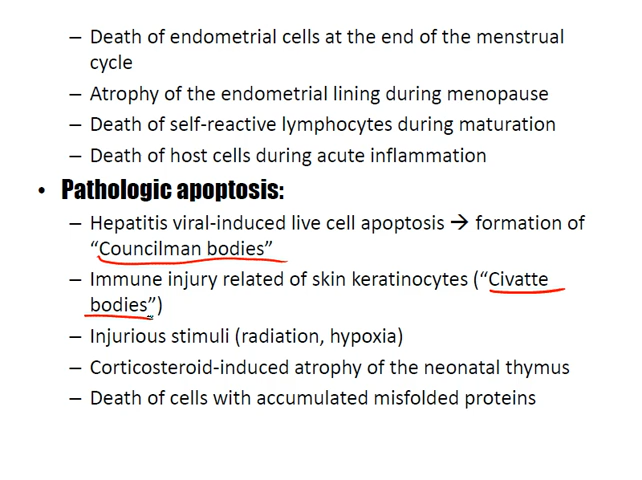 – Death of endometrial cells at the end of the menstrual
cycle
– Atrophy of the endometrial lining during menopause
– Death of self-reactive lymphocytes during maturation
– Death of host cells during acute inflammation
• Pathologic apoptosis:
– Hepatitis viral-induced live cell apoptosis → formation of
“Councilman bodies”
– Immune injury related of skin keratinocytes (“Civatte
bodies”)
– Injurious stimuli (radiation, hypoxia)
– Corticosteroid-induced atrophy of the neonatal thymus
– Death of cells with accumulated misfolded proteins